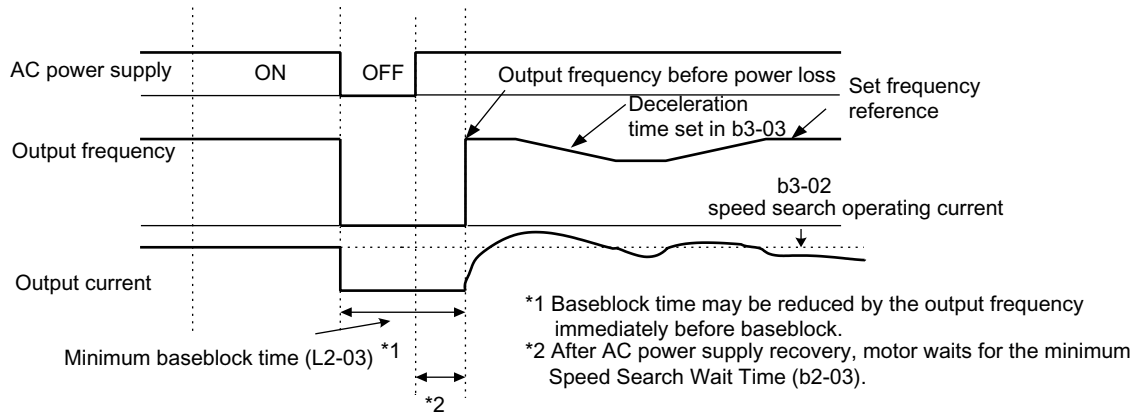 AC power supply
ON
OFF
Output frequency before power loss
Deceleration
time set in b3-03
Set frequency
reference
Output frequency
b3-02
speed search operating current
Output current
*1 Baseblock time may be reduced by the output frequency
immediately before baseblock.
Minimum baseblock time (L2-03) *1
*2 After AC power supply recovery, motor waits for the minimum
Speed Search Wait Time (b2-03).
*2